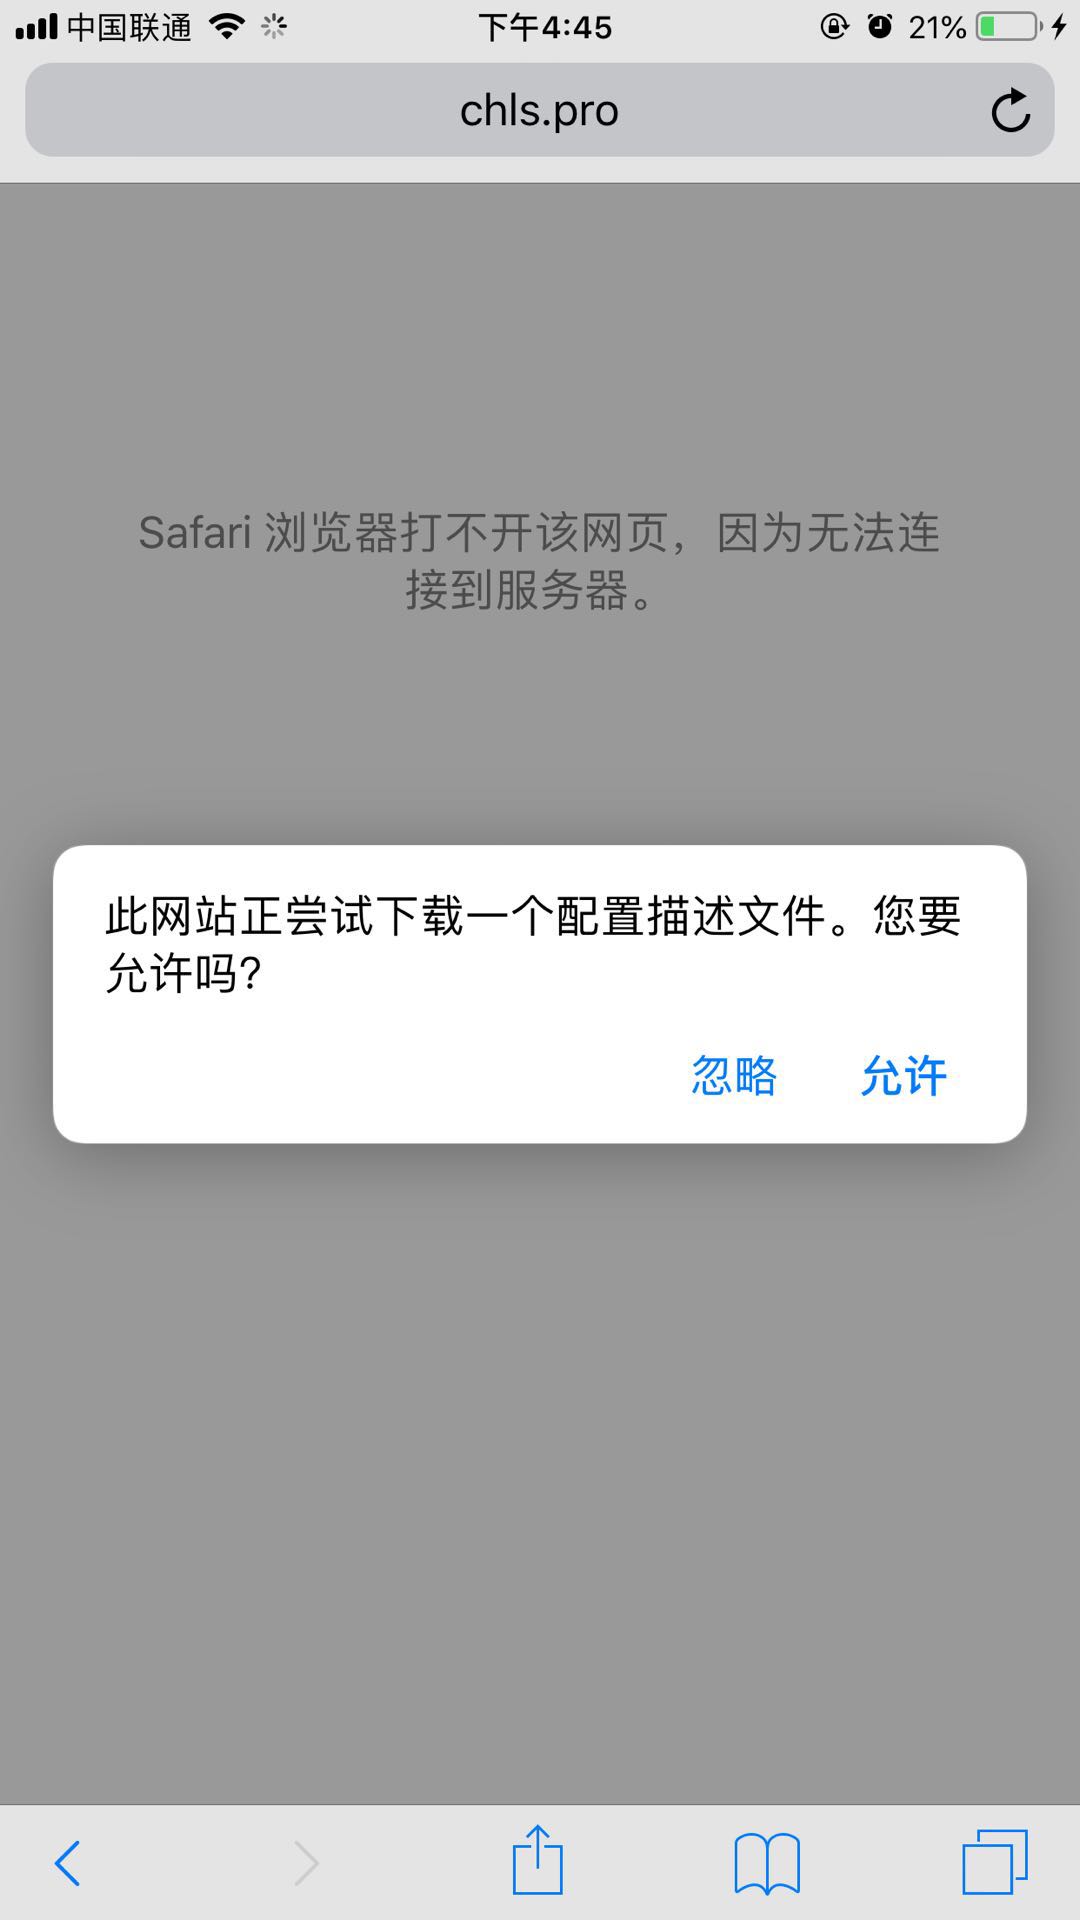 中国联通
下午4:45
21%
chls.pro
Safari 浏览器打不开该网页，因为无法连
接到服务器。
此网站正尝试下载一个配置描述文件。您要
允许吗?
忽略
允许